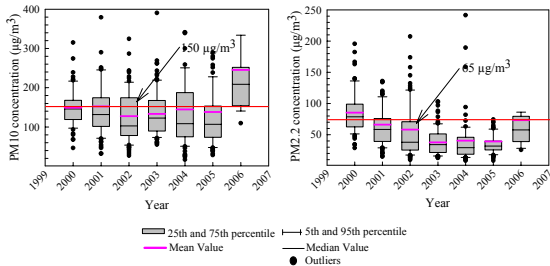 PM10 concentration (µg/m³)
400
300
200
100
150 µg/m³
1999
2000
2001
2002
2003
2004
2005
2006
2007
Year
PM2.2 concentration (µg/m³)
250
200
150
100
50
65 µg/m³
1999
2000
2001
2002
2003
2004
2005
2006
2007
Year
25th and 75th percentile
5th and 95th percentile
Mean Value
Median Value
Outliers